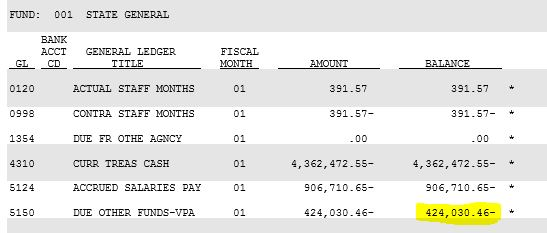 FUND: 001 STATE GENERAL
BANK
ACCT GENERAL LEDGER FISCAL
GL CD TITLE MONTH AMOUNT BALANCE
0120 ACTUAL STAFF MONTHS 01 391.57 391.57 *
0998 CONTRA STAFF MONTHS 01 391.57- 391.57- *
1354 DUE FR OTHE AGNCY 01 .00 .00 *
4310 CURR TREAS CASH 01 4,362,472.55- 4,362,472.55- *
5124 ACCRUED SALARIES PAY 01 906,710.65- 906,710.65- *
5150 DUE OTHER FUNDS-VPA 01 424,030.46- 424,030.46- *